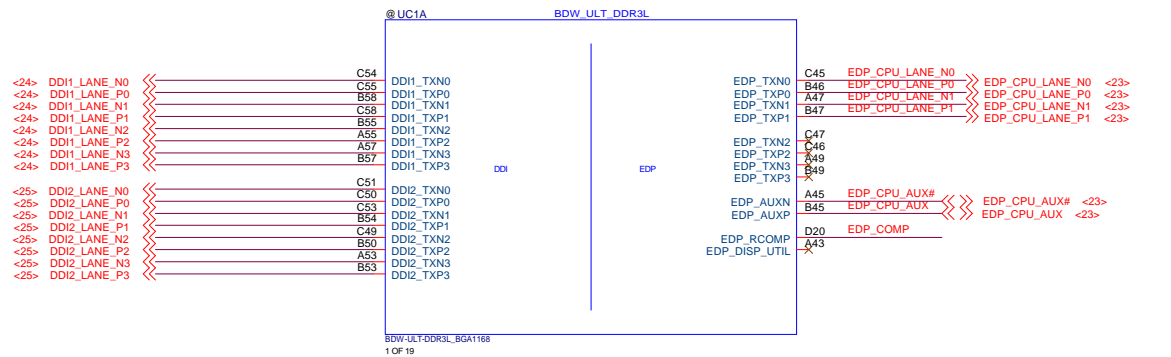 @ UC1A BDW_ULT_DDR3L
<24> DDI1_LANE_N0 C54 DDI1_TXN0 EDP_TXN0 C45 EDP_CPU_LANE_N0 EDP_CPU_LANE_N0 <23>
<24> DDI1_LANE_P0 C55 DDI1_TXP0 EDP_TXP0 B46 EDP_CPU_LANE_P0 EDP_CPU_LANE_P0 <23>
<24> DDI1_LANE_N1 B58 DDI1_TXN1 EDP_TXN1 A47 EDP_CPU_LANE_N1 EDP_CPU_LANE_N1 <23>
<24> DDI1_LANE_P1 C58 DDI1_TXP1 EDP_TXP1 B47 EDP_CPU_LANE_P1 EDP_CPU_LANE_P1 <23>
<24> DDI1_LANE_N2 B55 DDI1_TXN2
<24> DDI1_LANE_P2 A55 DDI1_TXP2 EDP_TXN2 C47
<24> DDI1_LANE_N3 A57 DDI1_TXN3 EDP_TXP2 C46
<24> DDI1_LANE_P3 B57 DDI1_TXP3 EDP_TXN3 A49
DDI EDP EDP_TXP3 B49
<25> DDI2_LANE_N0 C51 DDI2_TXN0
<25> DDI2_LANE_P0 C50 DDI2_TXP0 EDP_AUXN A45 EDP_CPU_AUX# EDP_CPU_AUX# <23>
<25> DDI2_LANE_N1 C53 DDI2_TXN1 EDP_AUXP B45 EDP_CPU_AUX EDP_CPU_AUX <23>
<25> DDI2_LANE_P1 B54 DDI2_TXP1
<25> DDI2_LANE_N2 C49 DDI2_TXN2 EDP_RCOMP D20 EDP_COMP
<25> DDI2_LANE_P2 B50 DDI2_TXP2 EDP_DISP_UTIL A43
<25> DDI2_LANE_N3 A53 DDI2_TXN3
<25> DDI2_LANE_P3 B53 DDI2_TXP3
BDW-ULT-DDR3L_BGA1168
1 OF 19